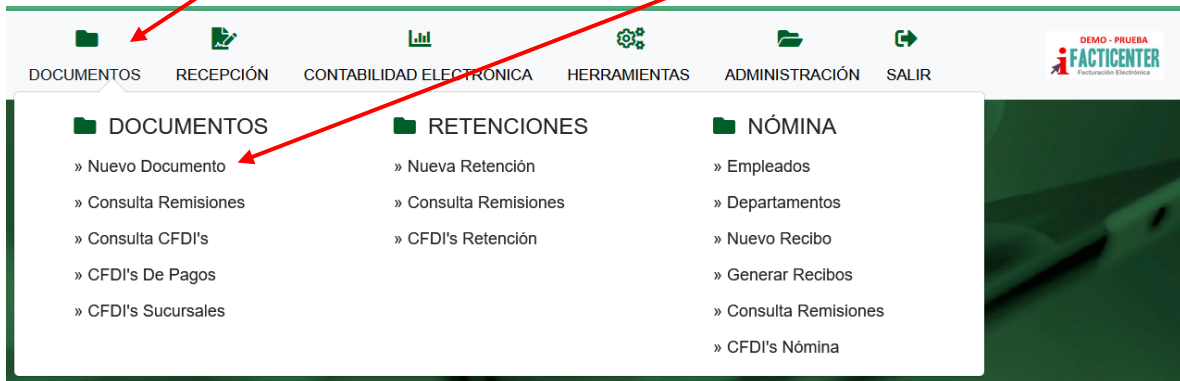 DOCUMENTOS
RECEPCIÓN
CONTABILIDAD ELECTRÓNICA
HERRAMIENTAS
ADMINISTRACIÓN
SALIR
DEMO - PRUEBA
iFACTICENTER
Facturación Electrónica
DOCUMENTOS
» Nuevo Documento
» Consulta Remisiones
» Consulta CFDI's
» CFDI's De Pagos
» CFDI's Sucursales
RETENCIONES
» Nueva Retención
» Consulta Remisiones
» CFDI's Retención
NÓMINA
» Empleados
» Departamentos
» Nuevo Recibo
» Generar Recibos
» Consulta Remisiones
» CFDI's Nómina